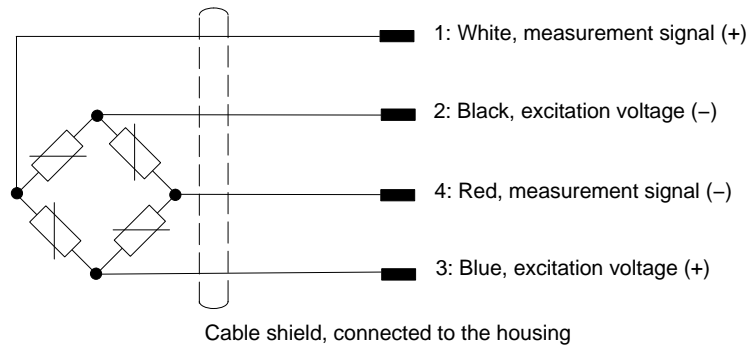 1: White, measurement signal (+)
2: Black, excitation voltage (−)
4: Red, measurement signal (−)
3: Blue, excitation voltage (+)
Cable shield, connected to the housing